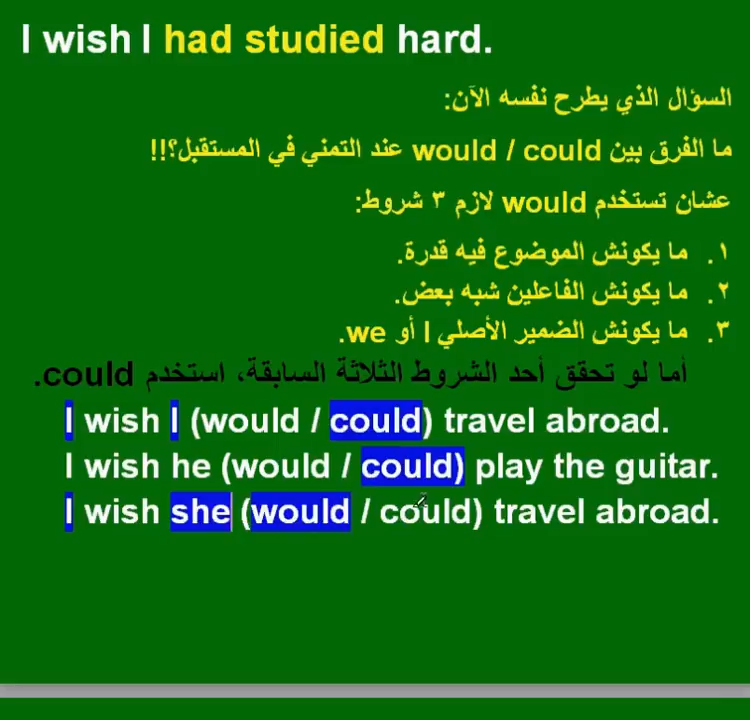 I wish I had studied hard.
السؤال الذي يطرح نفسه الآن:
ما الفرق بين would / could عند التمني في المستقبل؟!!
عشان تستخدم would لازم ٣ شروط:
١. ما يكونش الموضوع فيه قدرة.
٢. ما يكونش الفاعلين شبه بعض.
٣. ما يكونش الضمير الأصلي I أو we.
أما لو تحقق أحد الشروط الثلاثة السابقة، استخدم could.
I wish I (would / could) travel abroad.
I wish he (would / could) play the guitar.
I wish she (would / could) travel abroad.